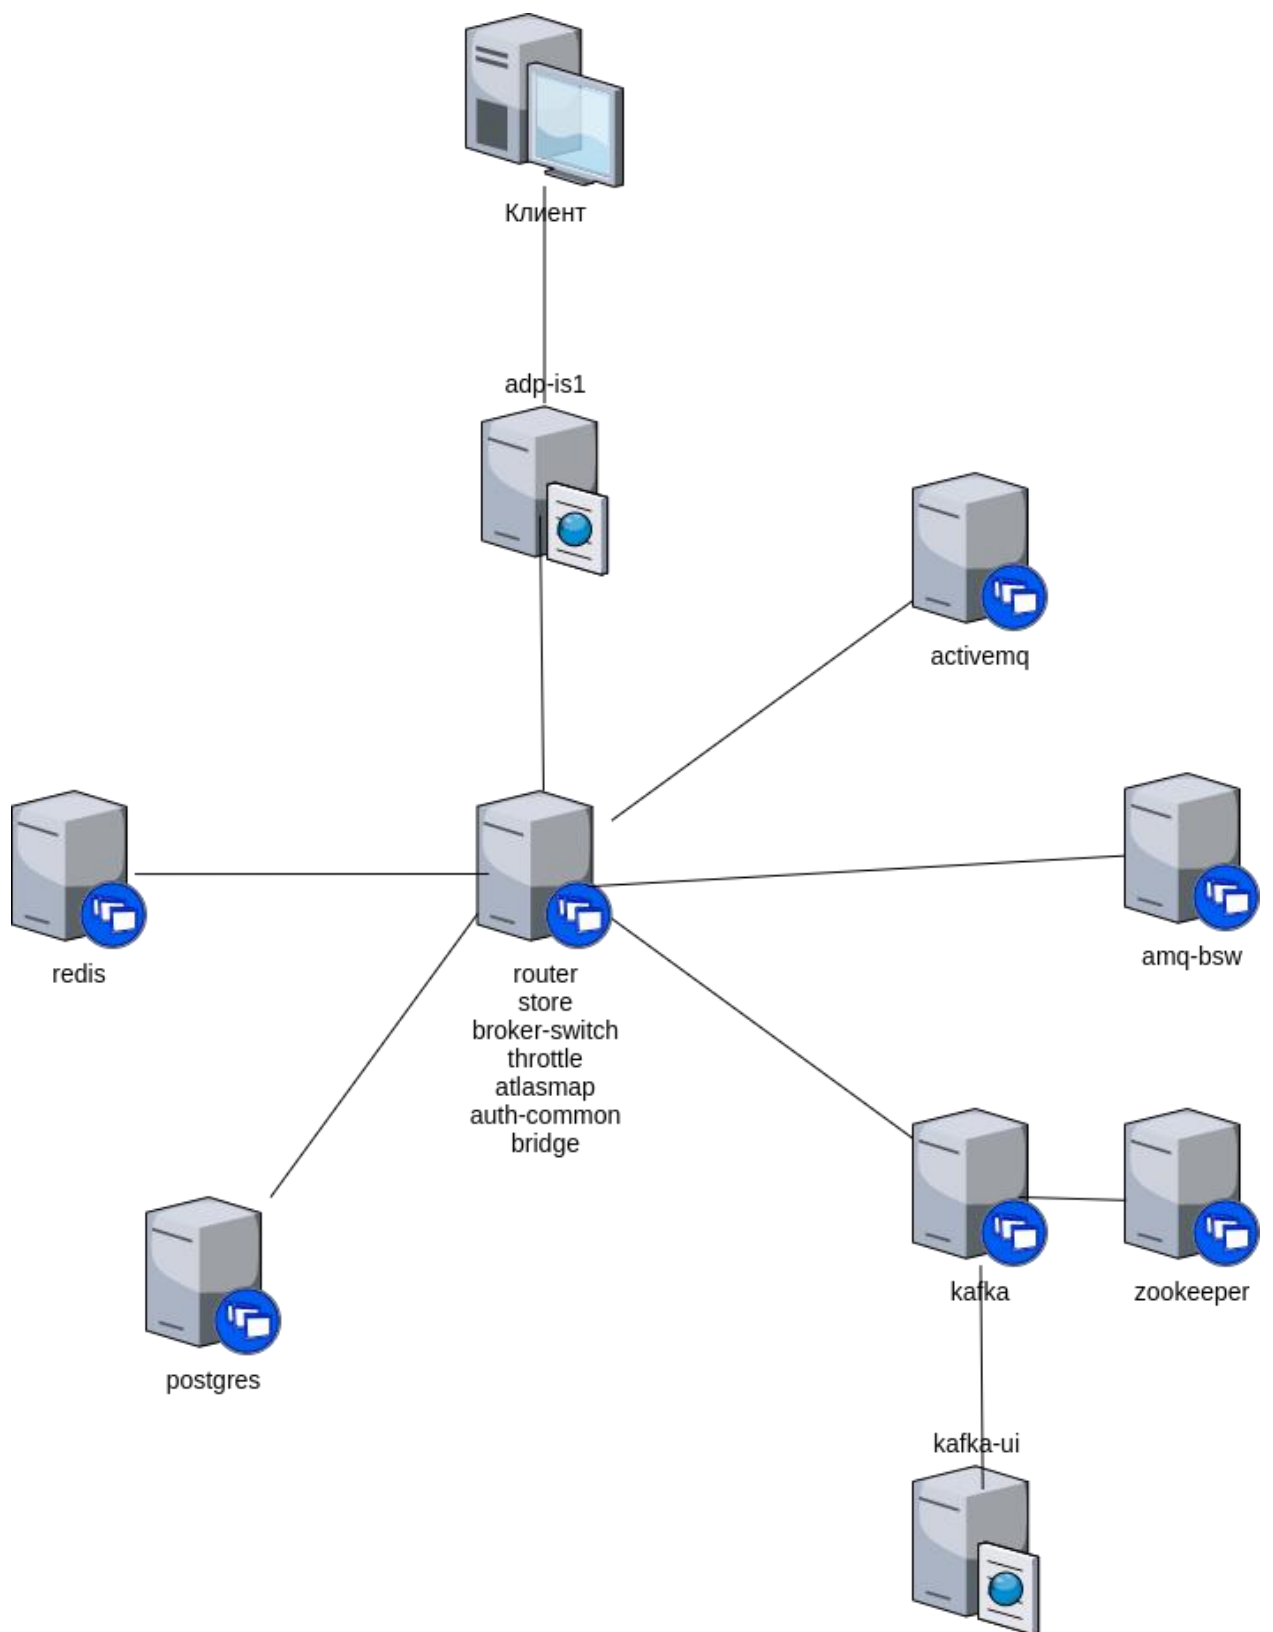 Клиент
adp-is1
activemq
redis
router
store
broker-switch
throttle
atlasmap
auth-common
bridge
amq-bsw
kafka
zookeeper
postgres
kafka-ui